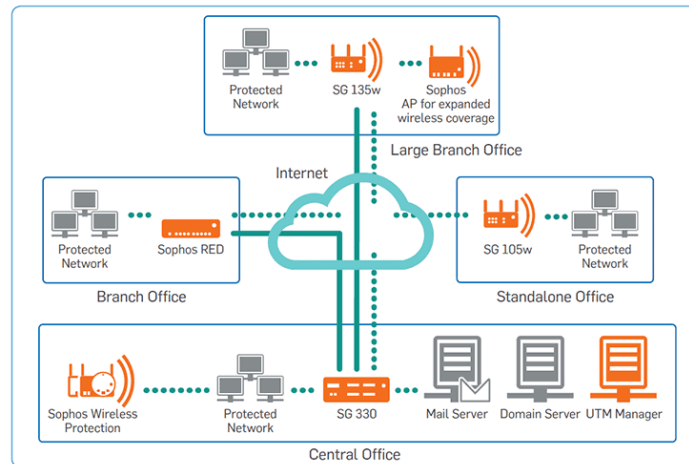 Protected
Network
SG 135w
Sophos
AP for expanded
wireless coverage
Large Branch Office
Internet
Protected
Network
Sophos RED
Branch Office
SG 105w
Protected
Network
Standalone Office
Sophos Wireless
Protection
Protected
Network
SG 330
Mail Server
Domain Server
UTM Manager
Central Office